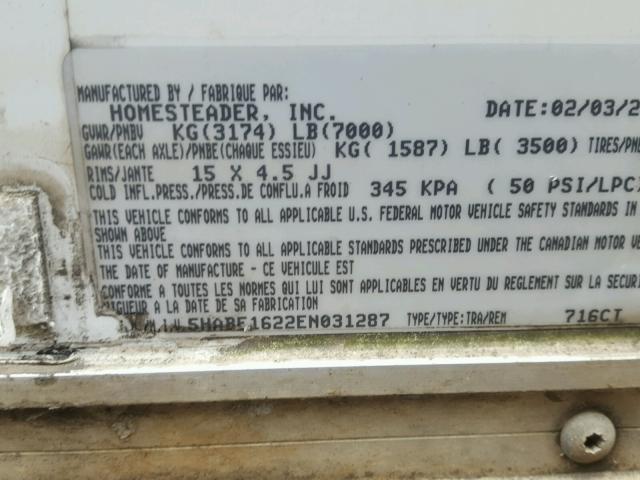 MANUFACTURED BY / FABRIQUE PAR:
HOMESTEADER, INC. DATE:02/03/2
GVWR/PNBV KG(3174) LB(7000)
GAWR(EACH AXLE)/PNBE(CHAQUE ESSIEU) KG( 1587) LB( 3500) TIRES/PNE
RIMS/JANTE 15 X 4.5 JJ
COLD INFL.PRESS./PRESS.DE CONFLU.A FROID 345 KPA ( 50 PSI/LPC)
THIS VEHICLE CONFORMS TO ALL APPLICABLE U.S. FEDERAL MOTOR VEHICLE SAFETY STANDARDS IN
SHOWN ABOVE
THIS VEHICLE CONFORMS TO ALL APPLICABLE STANDARDS PRESCRIBED UNDER THE CANADIAN MOTOR VE
THE DATE OF MANUFACTURE - CE VEHICULE EST
CONFORME A TOUTES LES NORMES QUI LUI SONT APPLICABLES EN VERTU DU REGLEMENT SUR LA SECURI
VIGUEUR A LA DATE DE SA FABRICATION
V.I.N. 5HABE1622EN031287 TYPE/TYPE:TRA/REM 716CT